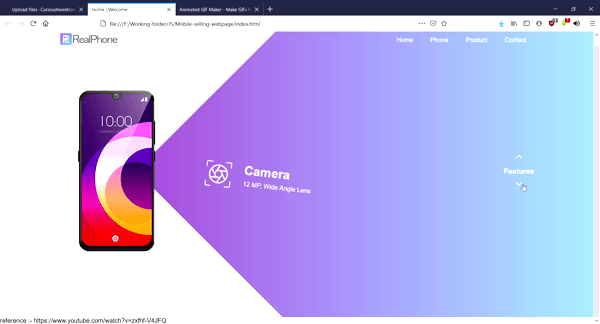 Upload files · CuriousInventio
Home | Welcome
Animated GIF Maker - Make GIFs f
file:///F:/Working-folder/IS/Mobile-selling-webpage/index.html
RealPhone
Home
Phone
Product
Contact
10:00
Camera
12 MP, Wide Angle Lens
Features
reference :- https://www.youtube.com/watch?v=zxfhf-V4JFQ